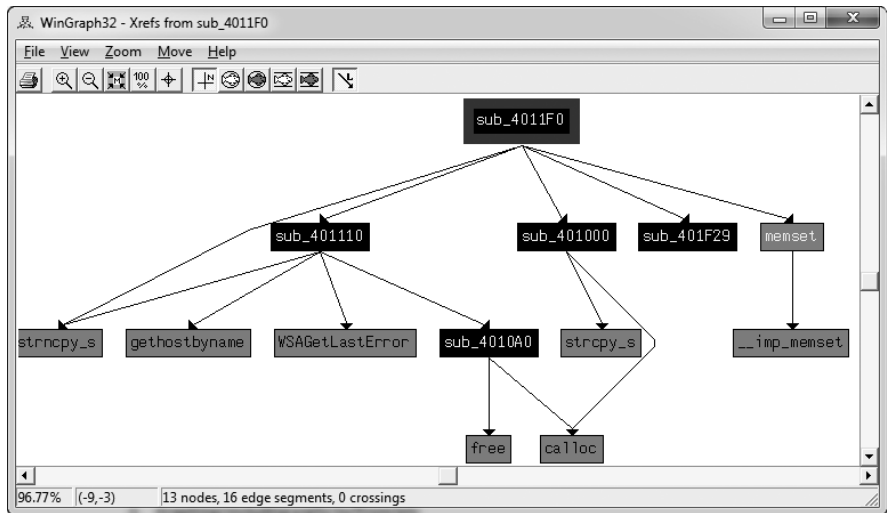 WinGraph32 - Xrefs from sub_4011F0
File View Zoom Move Help
100 %
N
sub_4011F0
sub_401110 sub_401000 sub_401F29 memset
strncpy_s gethostbyname WSAGetLastError sub_4010A0 strcpy_s __imp_memset
free calloc
96.77% (-9,-3) 13 nodes, 16 edge segments, 0 crossings